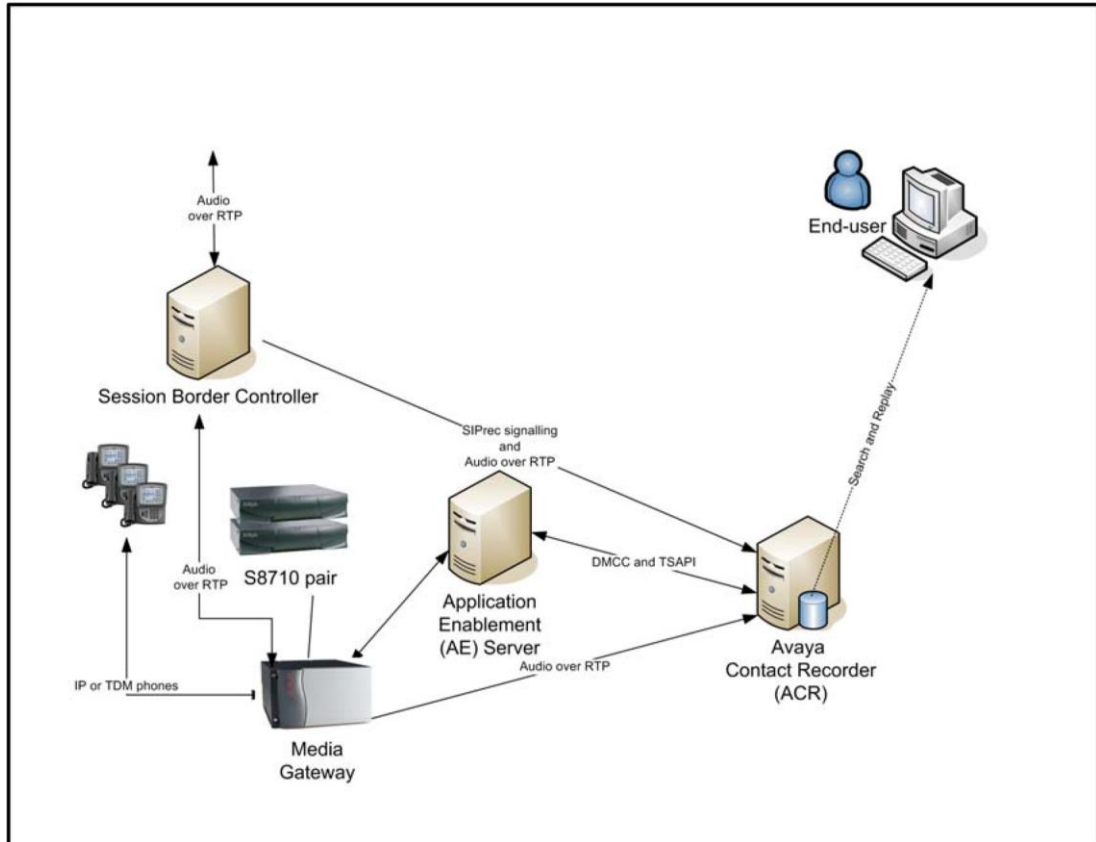 Audio
over RTP
End-user
Session Border Controller
SIPrec signalling
and
Audio over RTP
Search and Replay
Audio
over RTP
S8710 pair
DMCC and TSAPI
Application
Enablement
(AE) Server
Avaya
Contact Recorder
(ACR)
Audio over RTP
IP or TDM phones
Media
Gateway